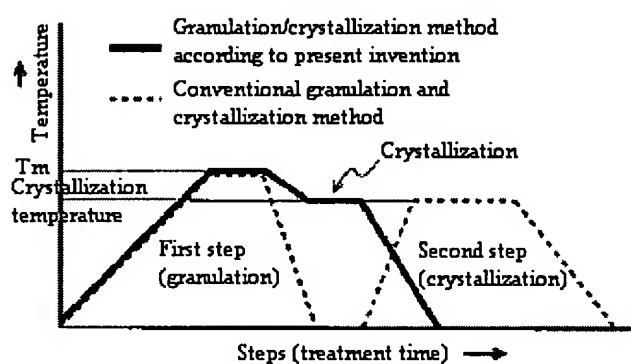 Granulation/crystallization method
according to present invention
Conventional granulation and
crystallization method
Temperature
Tm
Crystallization
temperature
Crystallization
First step
(granulation)
Second step
(crystallization)
Steps (treatment time)